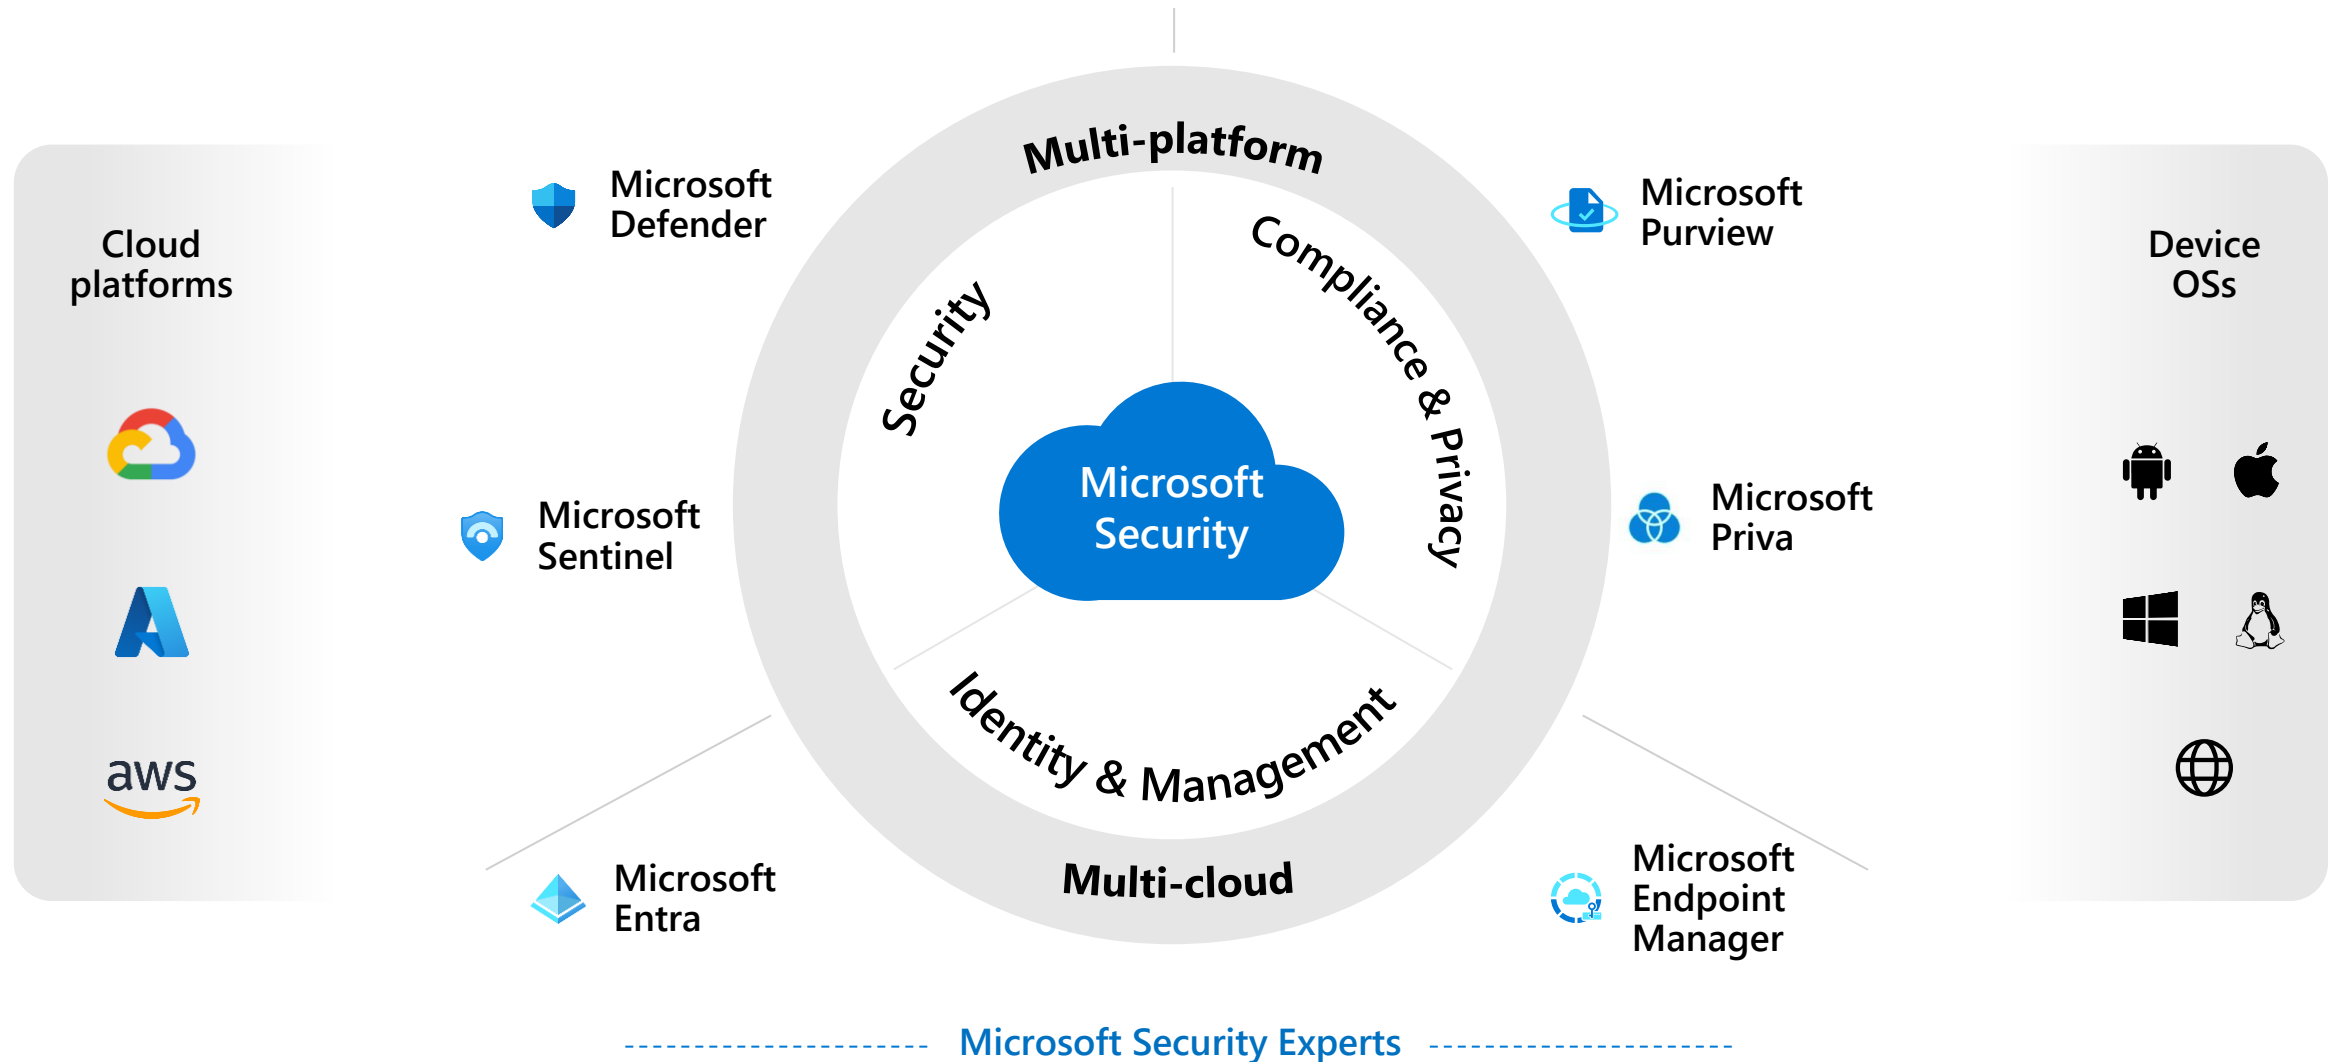 Cloud
platforms
aws
Microsoft
Defender
Microsoft
Sentinel
Microsoft
Entra
Multi-platform
Security
Compliance & Privacy
Microsoft
Security
Identity & Management
Multi-cloud
Microsoft
Purview
Microsoft
Priva
Microsoft
Endpoint
Manager
Device
OSs
Microsoft Security Experts